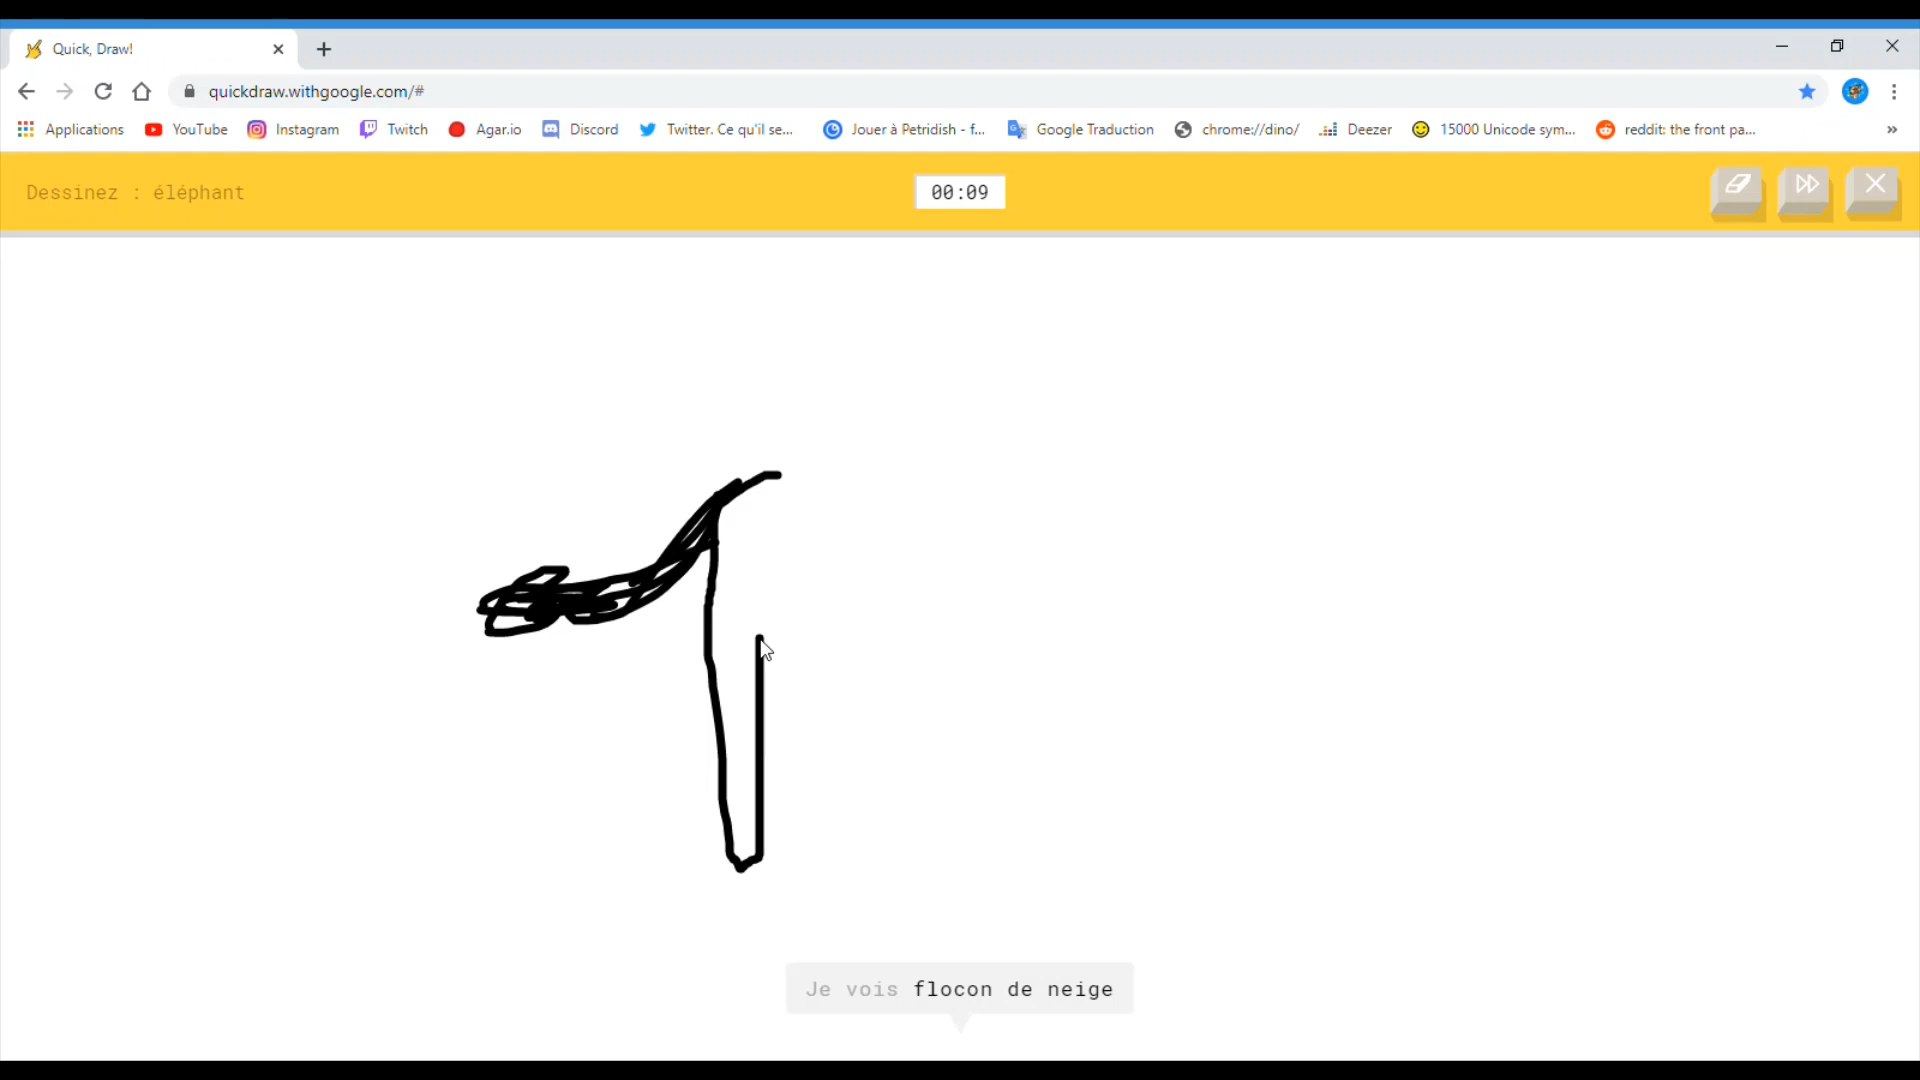 Quick, Draw!
quickdraw.withgoogle.com/#
Applications YouTube Instagram Twitch Agar.io Discord Twitter. Ce qu'il se... Jouer à Petridish - f... Google Traduction chrome://dino/ Deezer 15000 Unicode sym... reddit: the front pa... »
Dessinez : éléphant
00:09
Je vois flocon de neige